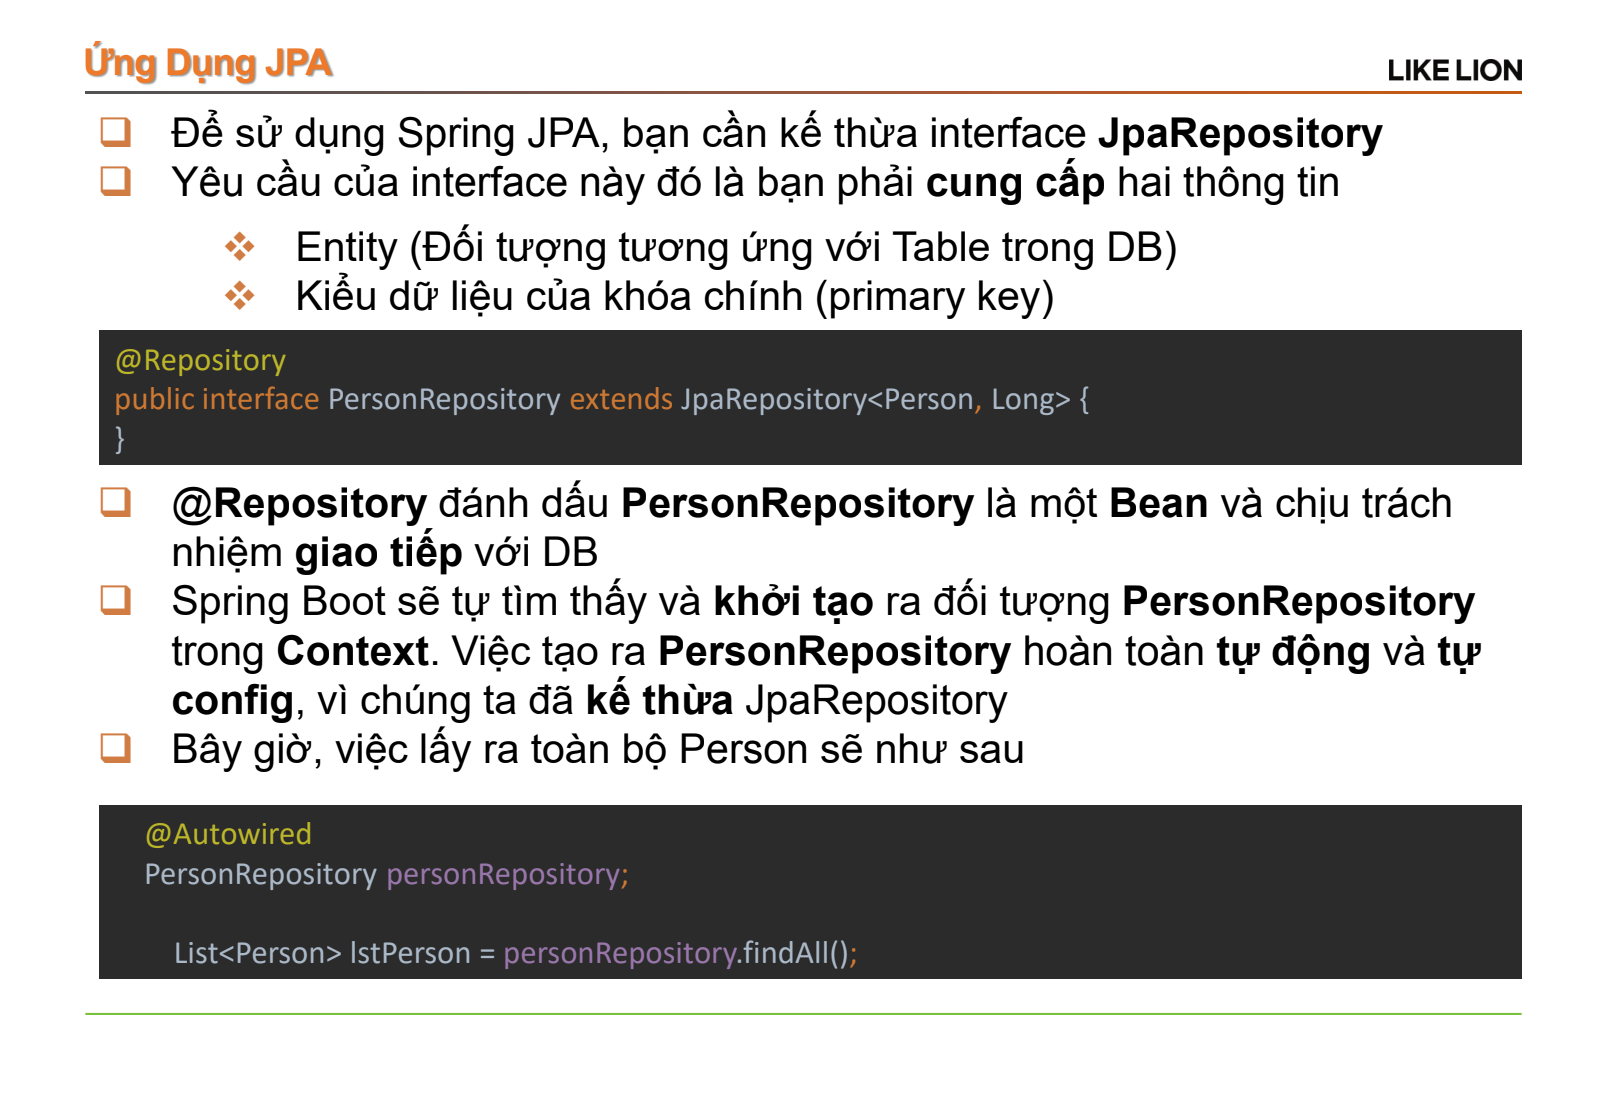 Ứng Dụng JPA
LIKE LION
Để sử dụng Spring JPA, bạn cần kế thừa interface JpaRepository
Yêu cầu của interface này đó là bạn phải cung cấp hai thông tin
Entity (Đối tượng tương ứng với Table trong DB)
Kiểu dữ liệu của khóa chính (primary key)
@Repository
public interface PersonRepository extends JpaRepository<Person, Long> {
}
@Repository đánh dấu PersonRepository là một Bean và chịu trách
nhiệm giao tiếp với DB
Spring Boot sẽ tự tìm thấy và khởi tạo ra đối tượng PersonRepository
trong Context. Việc tạo ra PersonRepository hoàn toàn tự động và tự
config, vì chúng ta đã kế thừa JpaRepository
Bây giờ, việc lấy ra toàn bộ Person sẽ như sau
@Autowired
PersonRepository personRepository;
List<Person> lstPerson = personRepository.findAll();